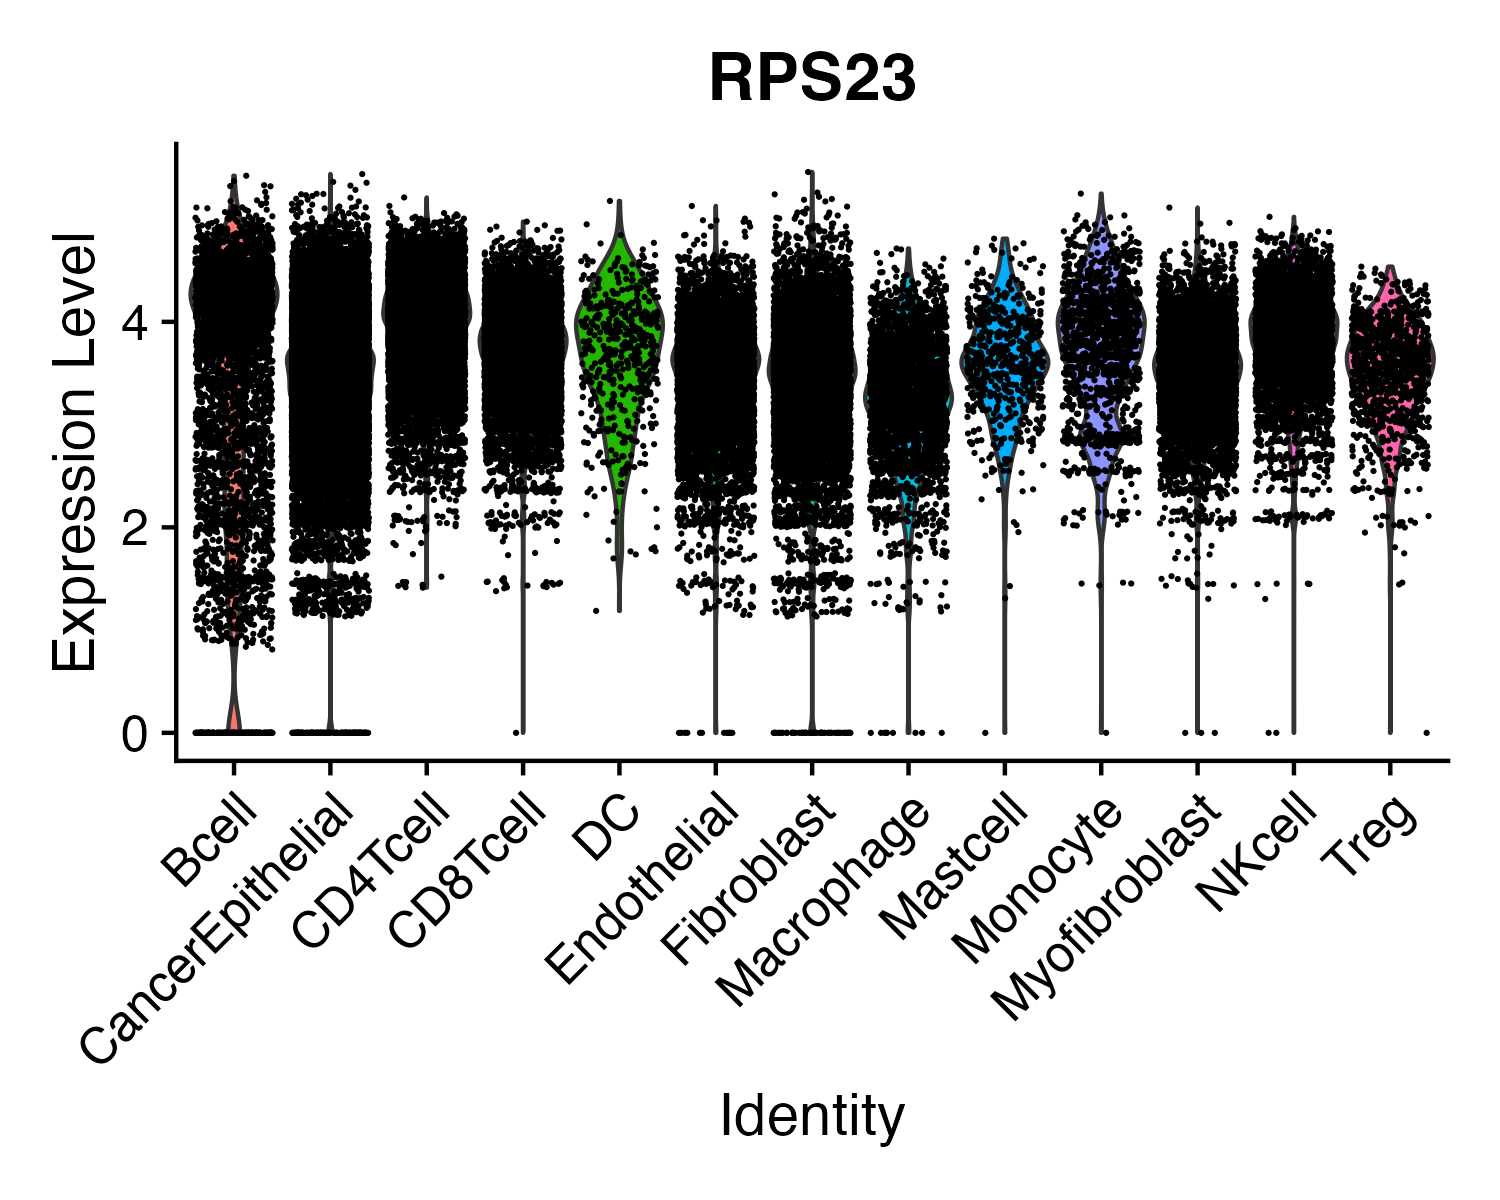 RPS23
Expression Level
4
2
0
Bcell
CancerEpithelial
CD4Tcell
CD8Tcell
DC
Endothelial
Fibroblast
Macrophage
Mastcell
Monocyte
Myofibroblast
NKcell
Treg
Identity